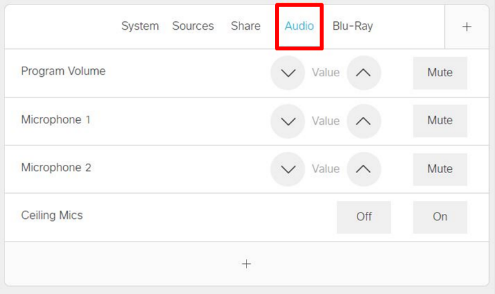 System Sources Share Audio Blu-Ray +
Program Volume Value Mute
Microphone 1 Value Mute
Microphone 2 Value Mute
Ceiling Mics Off On
+